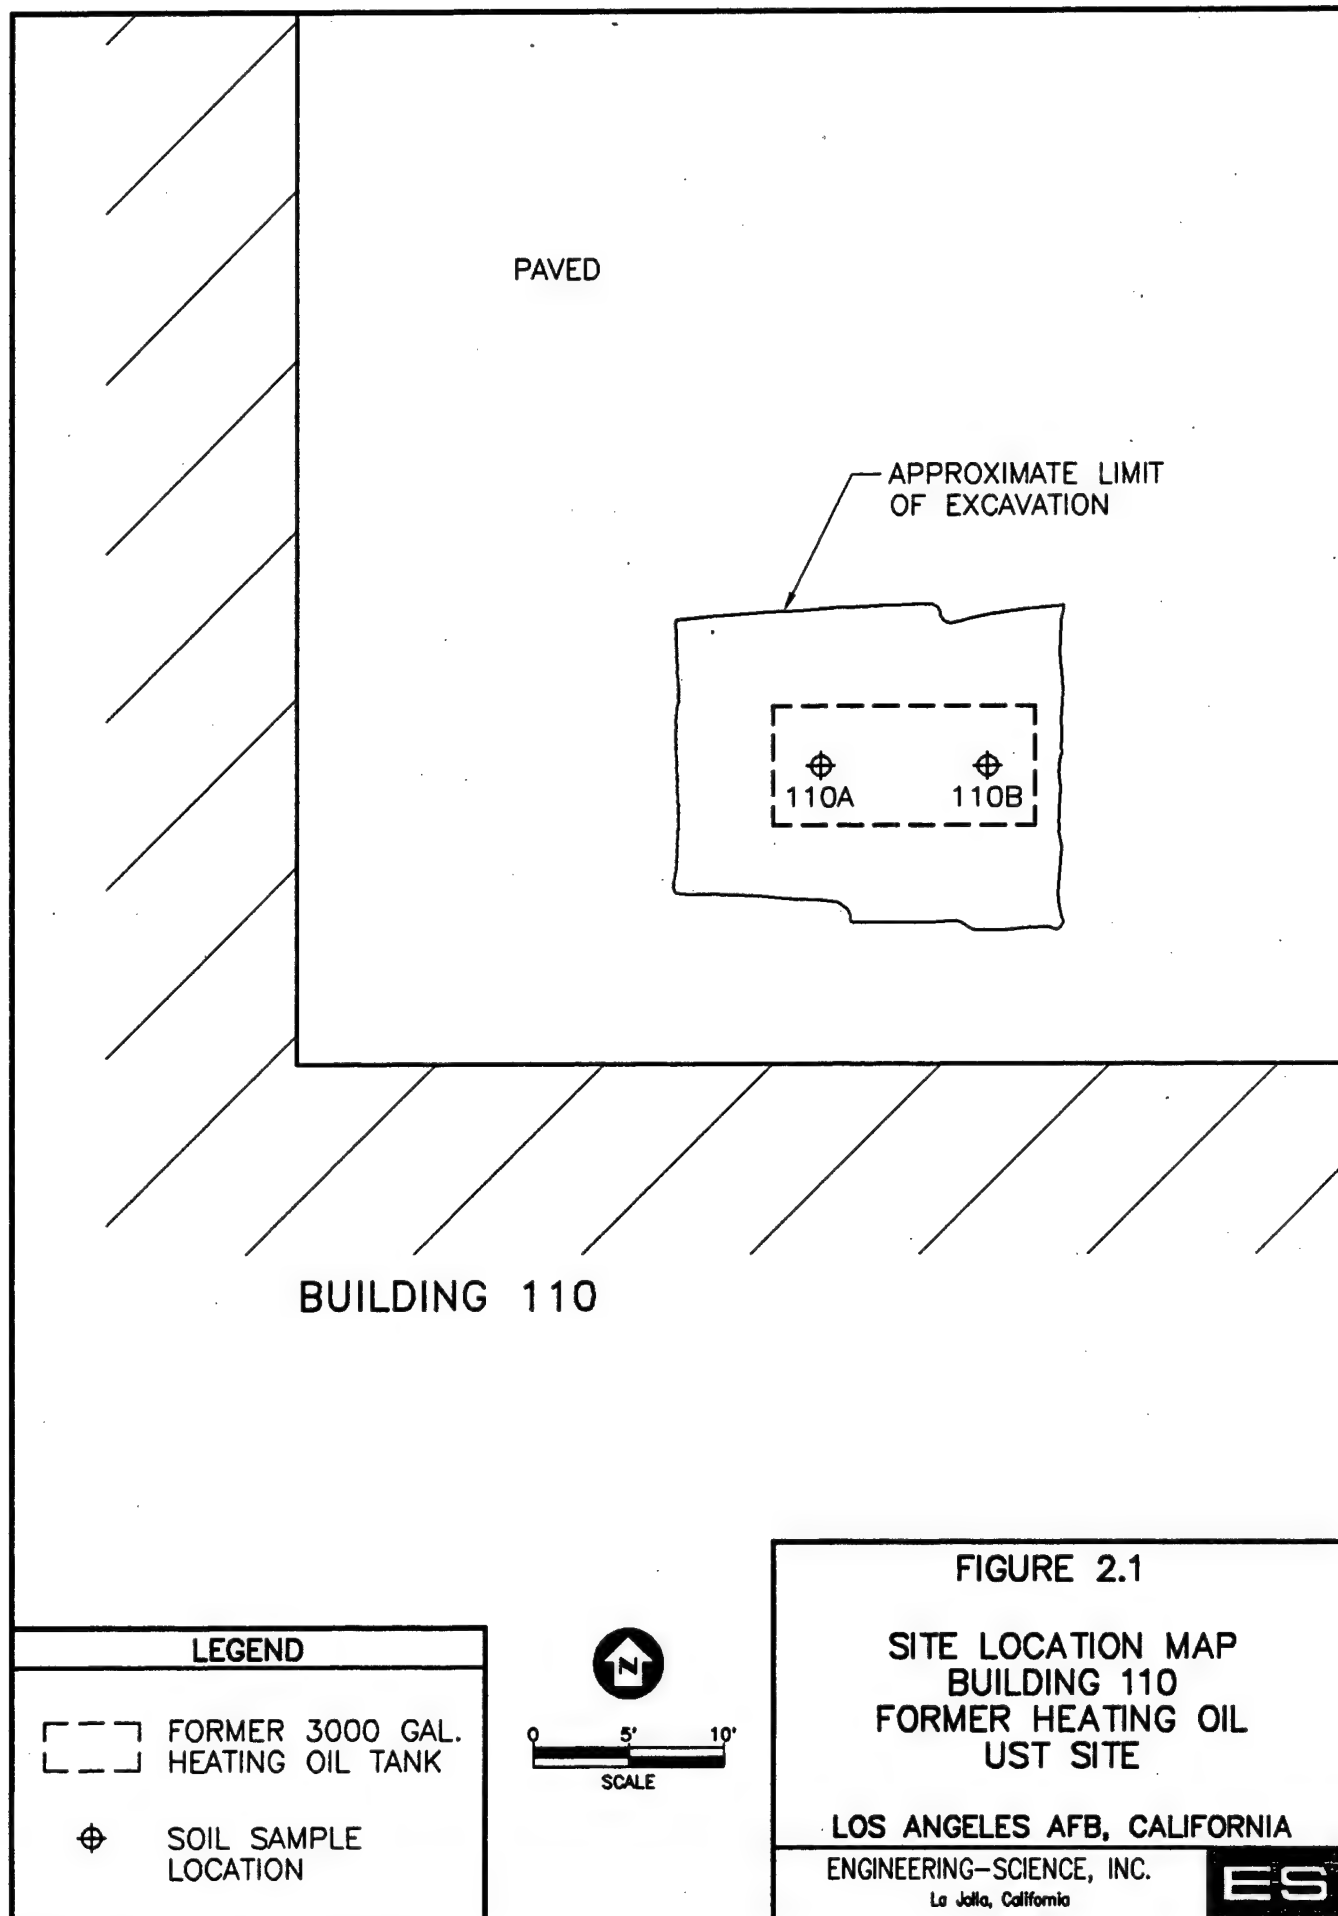 PAVED
APPROXIMATE LIMIT
OF EXCAVATION
110A
110B
BUILDING 110
LEGEND
FORMER 3000 GAL.
HEATING OIL TANK
SOIL SAMPLE
LOCATION
N
0 5' 10'
SCALE
FIGURE 2.1
SITE LOCATION MAP
BUILDING 110
FORMER HEATING OIL
UST SITE
LOS ANGELES AFB, CALIFORNIA
ENGINEERING-SCIENCE, INC.
La Jolla, California
ES